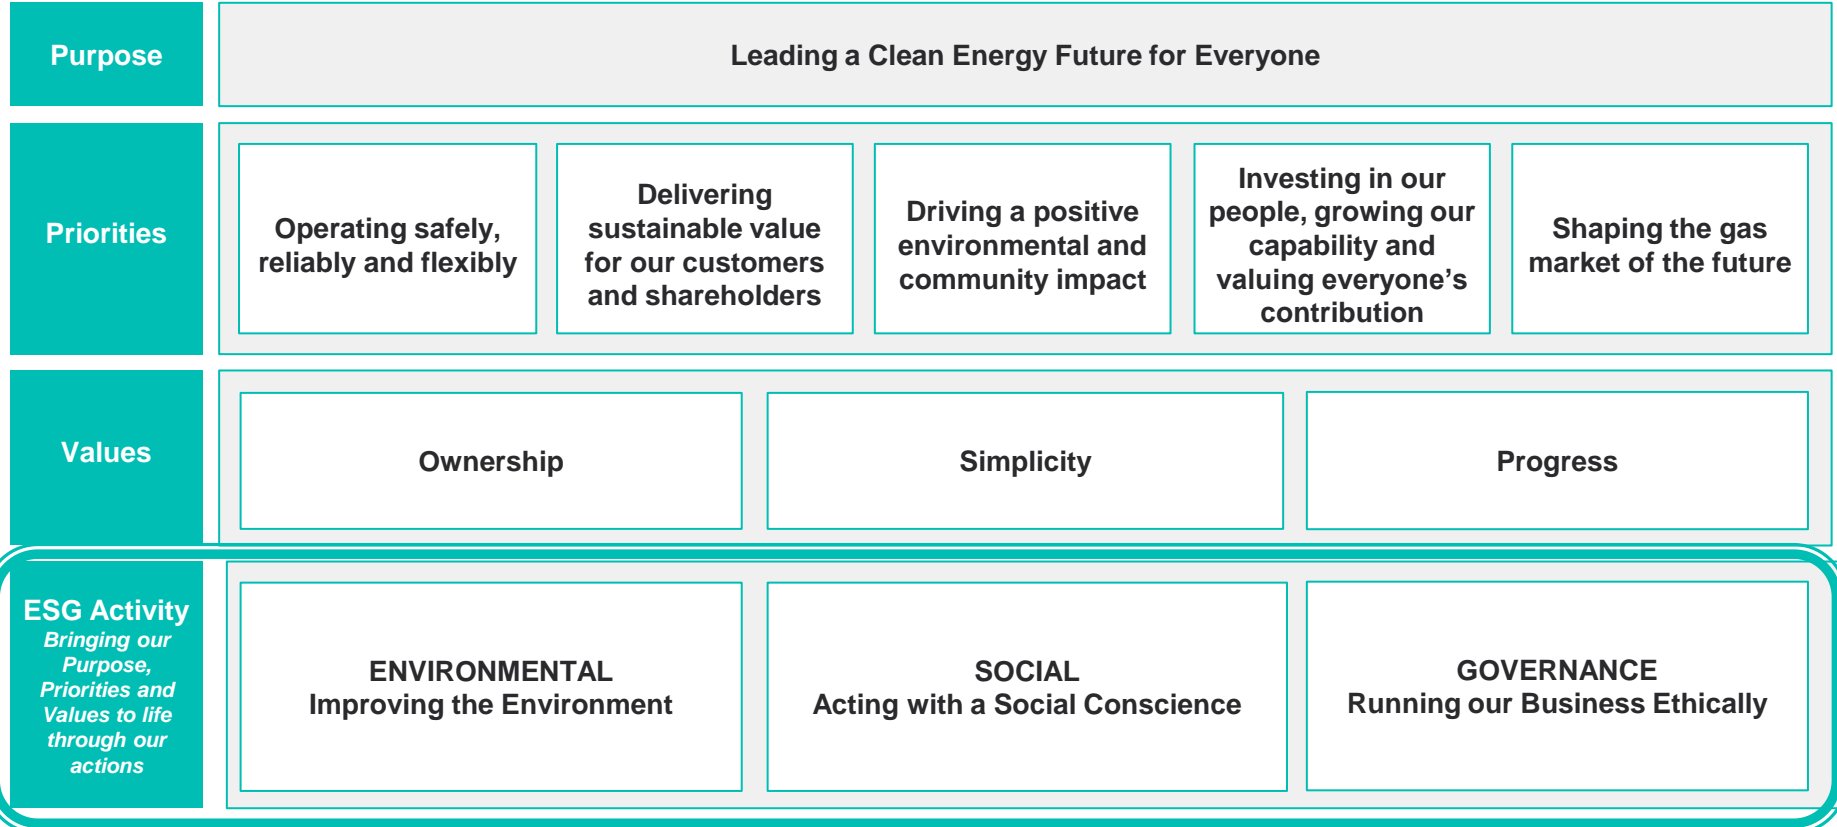 Purpose
Leading a Clean Energy Future for Everyone
Priorities
Operating safely,
reliably and flexibly
Delivering
sustainable value
for our customers
and shareholders
Driving a positive
environmental and
community impact
Investing in our
people, growing our
capability and
valuing everyone’s
contribution
Shaping the gas
market of the future
Values
Ownership
Simplicity
Progress
ESG Activity
Bringing our
Purpose,
Priorities and
Values to life
through our
actions
ENVIRONMENTAL
Improving the Environment
SOCIAL
Acting with a Social Conscience
GOVERNANCE
Running our Business Ethically